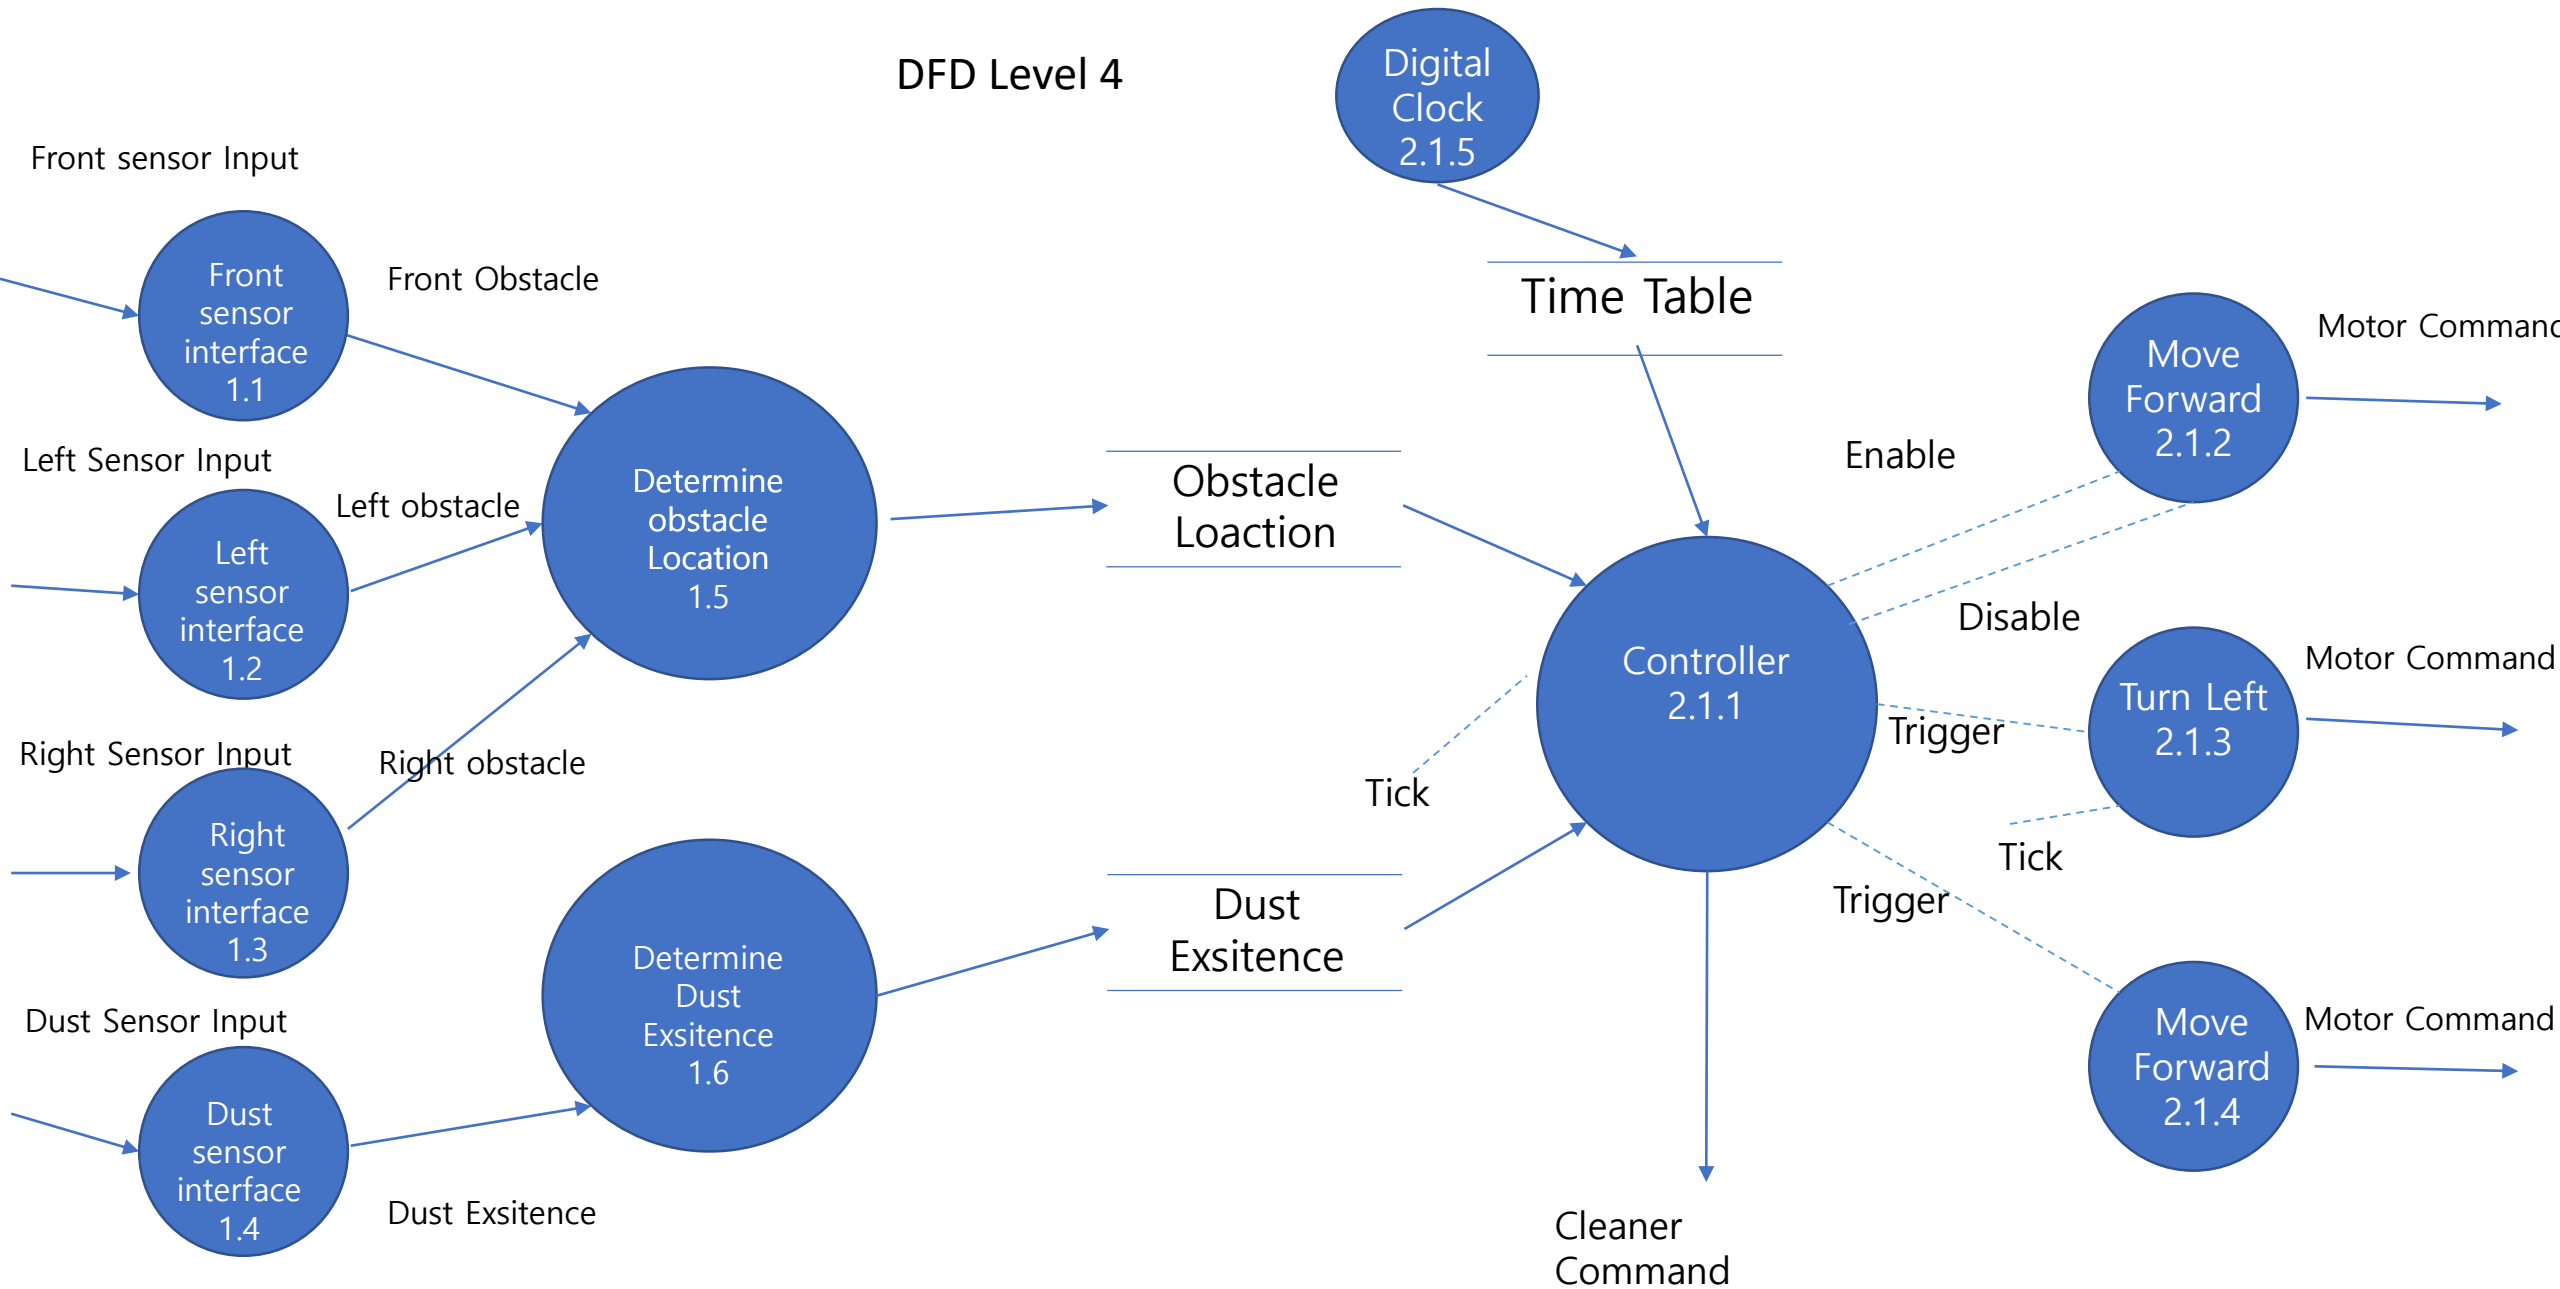 DFD Level 4
Digital
Clock
2.1.5
Front sensor Input
Front
sensor
interface
1.1
Front Obstacle
Time Table
Motor Command
Move
Forward
2.1.2
Left Sensor Input
Left obstacle
Left
sensor
interface
1.2
Determine
obstacle
Location
1.5
Obstacle
Loaction
Enable
Disable
Controller
2.1.1
Turn Left
2.1.3
Motor Command
Trigger
Right Sensor Input
Right obstacle
Right
sensor
interface
1.3
Tick
Tick
Trigger
Dust
Exsitence
Determine
Dust
Exsitence
1.6
Dust Sensor Input
Dust
sensor
interface
1.4
Dust Exsitence
Move
Forward
2.1.4
Motor Command
Cleaner
Command